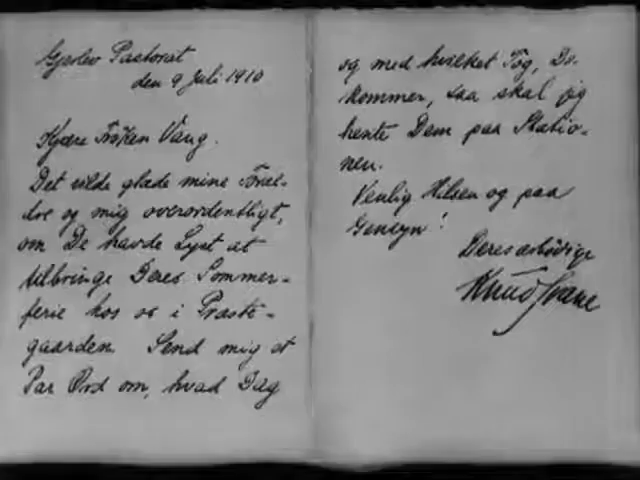 Gjslev Pastorat
den 9 Juli 1910
Kjære Frøken Vang.
Det vilde glæde mine Foræl-
dre og mig overordentligt,
om De havde Lyst at
tilbringe Deres Sommer-
ferie hos os i Præste-
gaarden. Send mig et
Par Ord om, hvad Dag
og med hvilket Tog, De
kommer, saa skal jeg
hente Dem paa Statio-
nen.
Venlig Hilsen og paa
Gensyn!
Deres ærbødige
Knud Svane